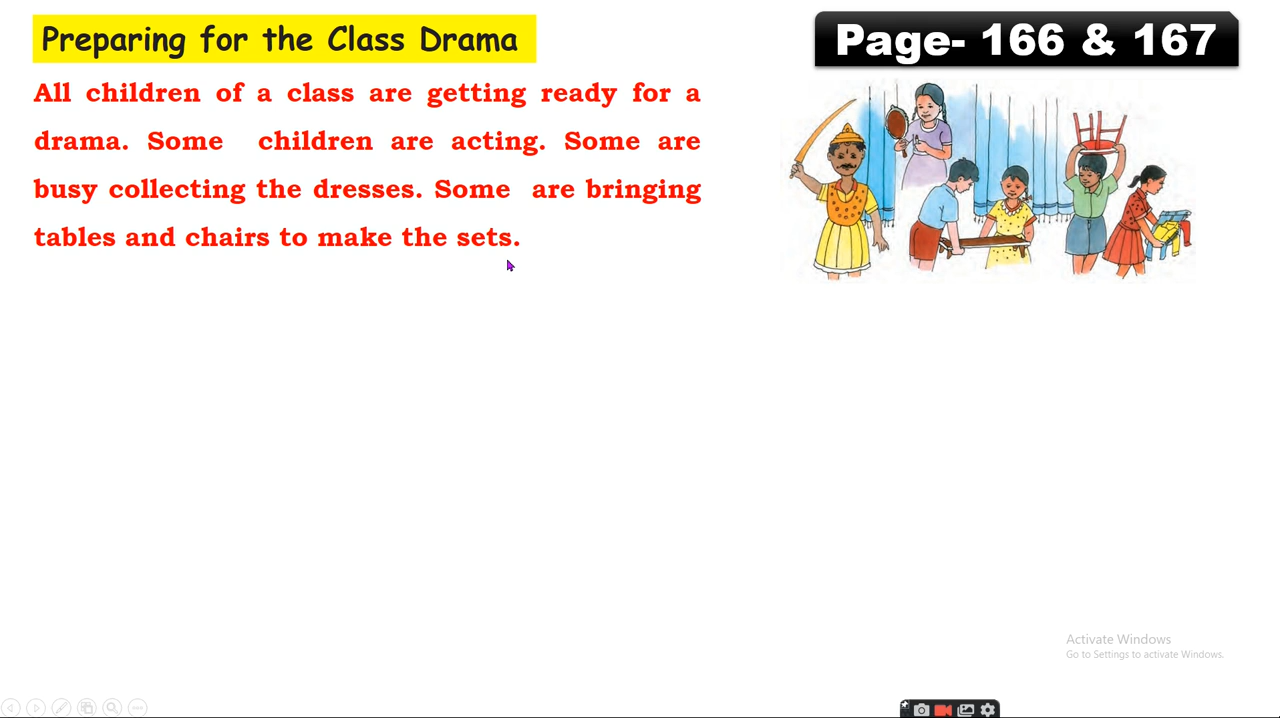 Preparing for the Class Drama
Page- 166 & 167
All children of a class are getting ready for a
drama. Some children are acting. Some are
busy collecting the dresses. Some are bringing
tables and chairs to make the sets.
Activate Windows
Go to Settings to activate Windows.